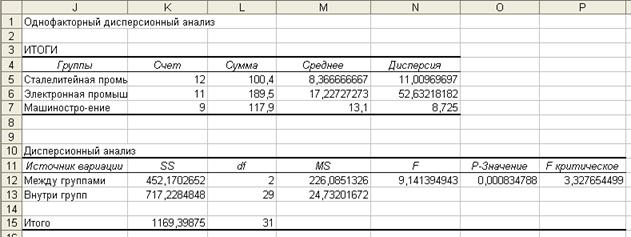 J K L M N O P
1 Однофакторный дисперсионный анализ
2
3 ИТОГИ
4 Группы Счет Сумма Среднее Дисперсия
5 Сталелитейная промь 12 100,4 8,366666667 11,00969697
6 Электронная промыш 11 189,5 17,22727273 52,63218182
7 Машиностро-ение 9 117,9 13,1 8,725
8
9
10 Дисперсионный анализ
11 Источник вариации SS df MS F P-Значение F критическое
12 Между группами 452,1702652 2 226,0851326 9,141394943 0,000834788 3,327654499
13 Внутри групп 717,2284848 29 24,73201672
14
15 Итого 1169,39875 31